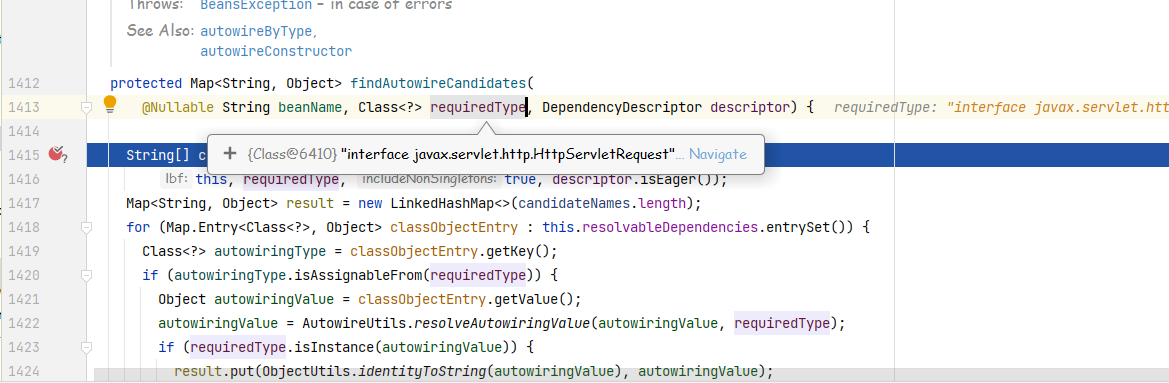 Throws: BeansException – in case of errors
See Also: autowireByType,
autowireConstructor
1412 protected Map<String, Object> findAutowireCandidates(
1413 @Nullable String beanName, Class<?> requiredType, DependencyDescriptor descriptor) { requiredType: "interface javax.servlet.htt
1414
1415 String[] c
+ {Class@6410} "interface javax.servlet.http.HttpServletRequest"... Navigate
1416 lbf: this, requiredType, includeNonSingletons: true, descriptor.isEager());
1417 Map<String, Object> result = new LinkedHashMap<>(candidateNames.length);
1418 for (Map.Entry<Class<?>, Object> classObjectEntry : this.resolvableDependencies.entrySet()) {
1419 Class<?> autowiringType = classObjectEntry.getKey();
1420 if (autowiringType.isAssignableFrom(requiredType)) {
1421 Object autowiringValue = classObjectEntry.getValue();
1422 autowiringValue = AutowireUtils.resolveAutowiringValue(autowiringValue, requiredType);
1423 if (requiredType.isInstance(autowiringValue)) {
1424 result.put(ObjectUtils.identityToString(autowiringValue), autowiringValue);